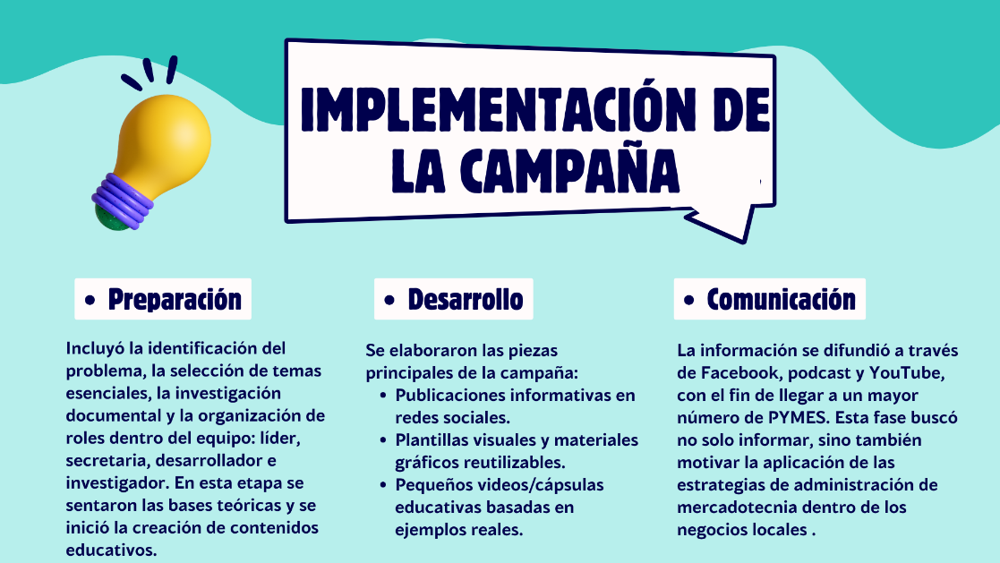 IMPLEMENTACIÓN DE
LA CAMPAÑA
• Preparación
Incluyó la identificación del
problema, la selección de temas
esenciales, la investigación
documental y la organización de
roles dentro del equipo: líder,
secretaria, desarrollador e
investigador. En esta etapa se
sentaron las bases teóricas y se
inició la creación de contenidos
educativos.
• Desarrollo
Se elaboraron las piezas
principales de la campaña:
• Publicaciones informativas en
redes sociales.
• Plantillas visuales y materiales
gráficos reutilizables.
• Pequeños videos/cápsulas
educativas basadas en
ejemplos reales.
• Comunicación
La información se difundió a través
de Facebook, podcast y YouTube,
con el fin de llegar a un mayor
número de PYMES. Esta fase buscó
no solo informar, sino también
motivar la aplicación de las
estrategias de administración de
mercadotecnia dentro de los
negocios locales .